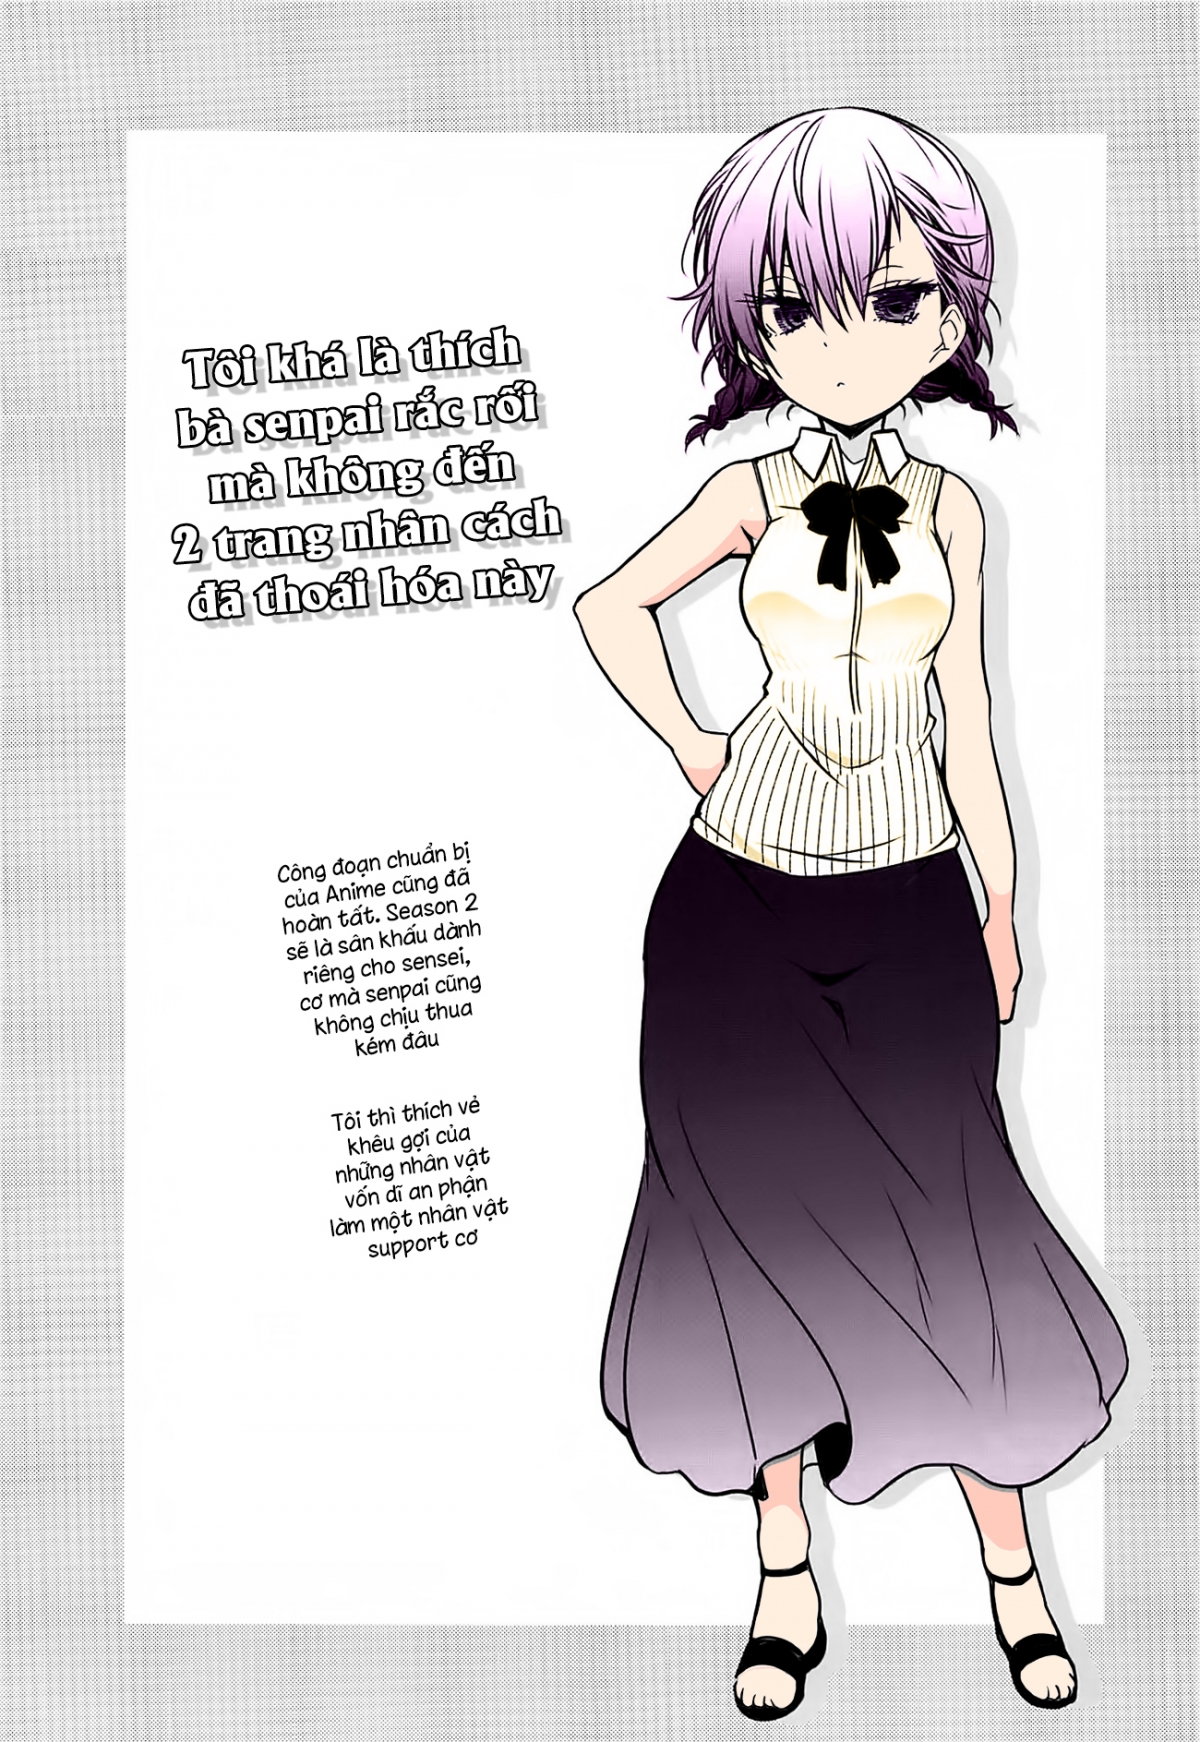 Tôi khá là thích
bà senpai rắc rối
mà không đến
2 trang nhân cách
đã thoái hóa này
Công đoạn chuẩn bị
của Anime cũng đã
hoàn tất. Season 2
sẽ là sân khấu dành
riêng cho sensei,
cơ mà senpai cũng
không chịu thua
kém đâu
Tôi thì thích vẻ
khêu gợi của
những nhân vật
vốn dĩ an phận
làm một nhân vật
support cơ